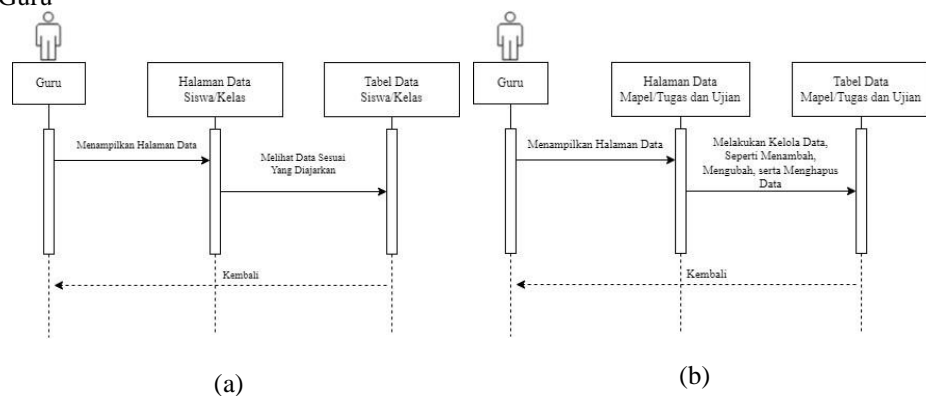 Guru
Guru
Halaman Data
Siswa/Kelas
Tabel Data
Siswa/Kelas
Menampilkan Halaman Data
Melihat Data Sesuai
Yang Diajarkan
Kembali
(a)
Guru
Halaman Data
Mapel/Tugas dan Ujian
Tabel Data
Mapel/Tugas dan Ujian
Menampilkan Halaman Data
Melakukan Kelola Data,
Seperti Menambah,
Mengubah, serta Menghapus
Data
Kembali
(b)